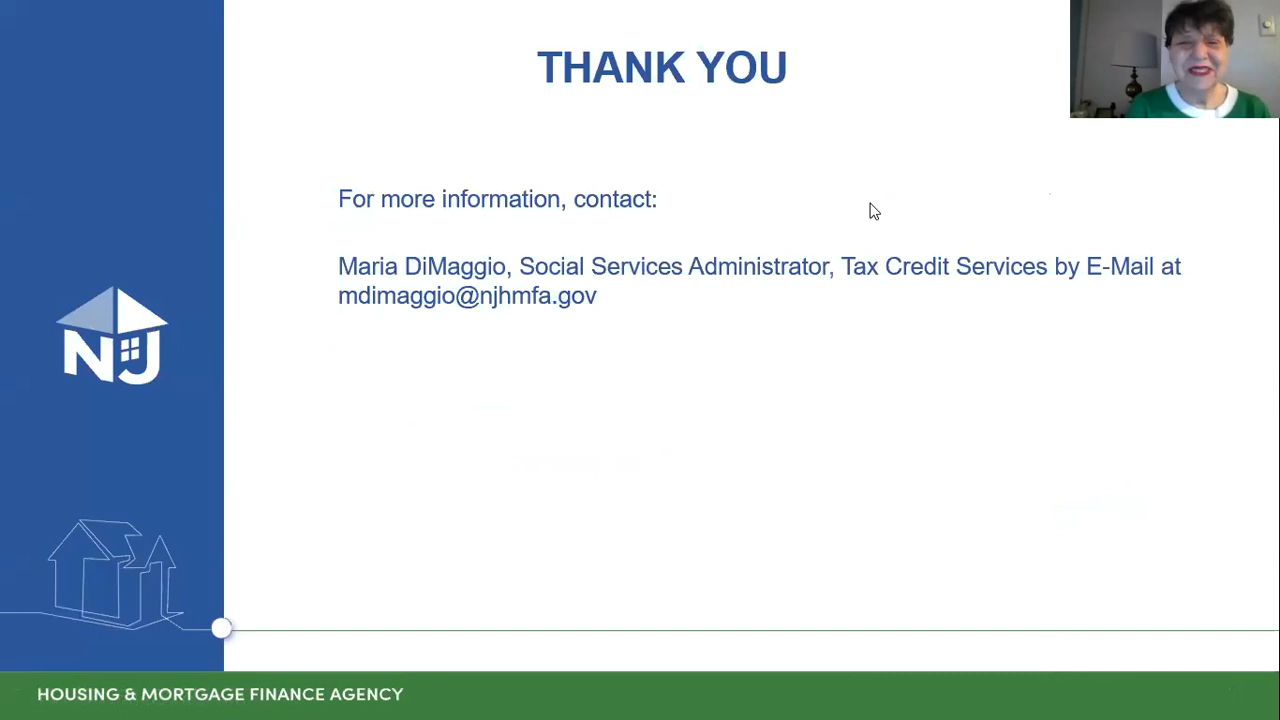 THANK YOU
For more information, contact:
Maria DiMaggio, Social Services Administrator, Tax Credit Services by E-Mail at
mdimaggio@njhmfa.gov
NJ
HOUSING & MORTGAGE FINANCE AGENCY